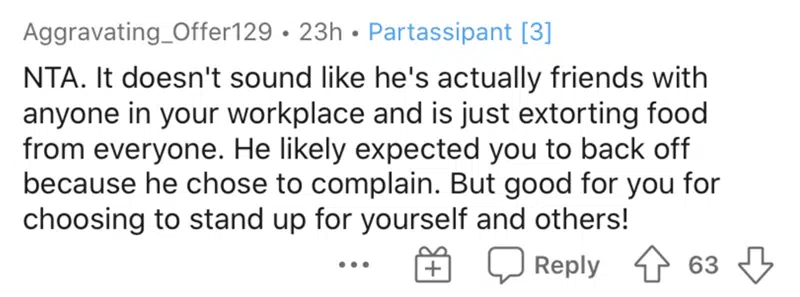 Aggravating_Offer129 • 23h • Partassipant [3]
NTA. It doesn't sound like he's actually friends with
anyone in your workplace and is just extorting food
from everyone. He likely expected you to back off
because he chose to complain. But good for you for
choosing to stand up for yourself and others!
Reply 63